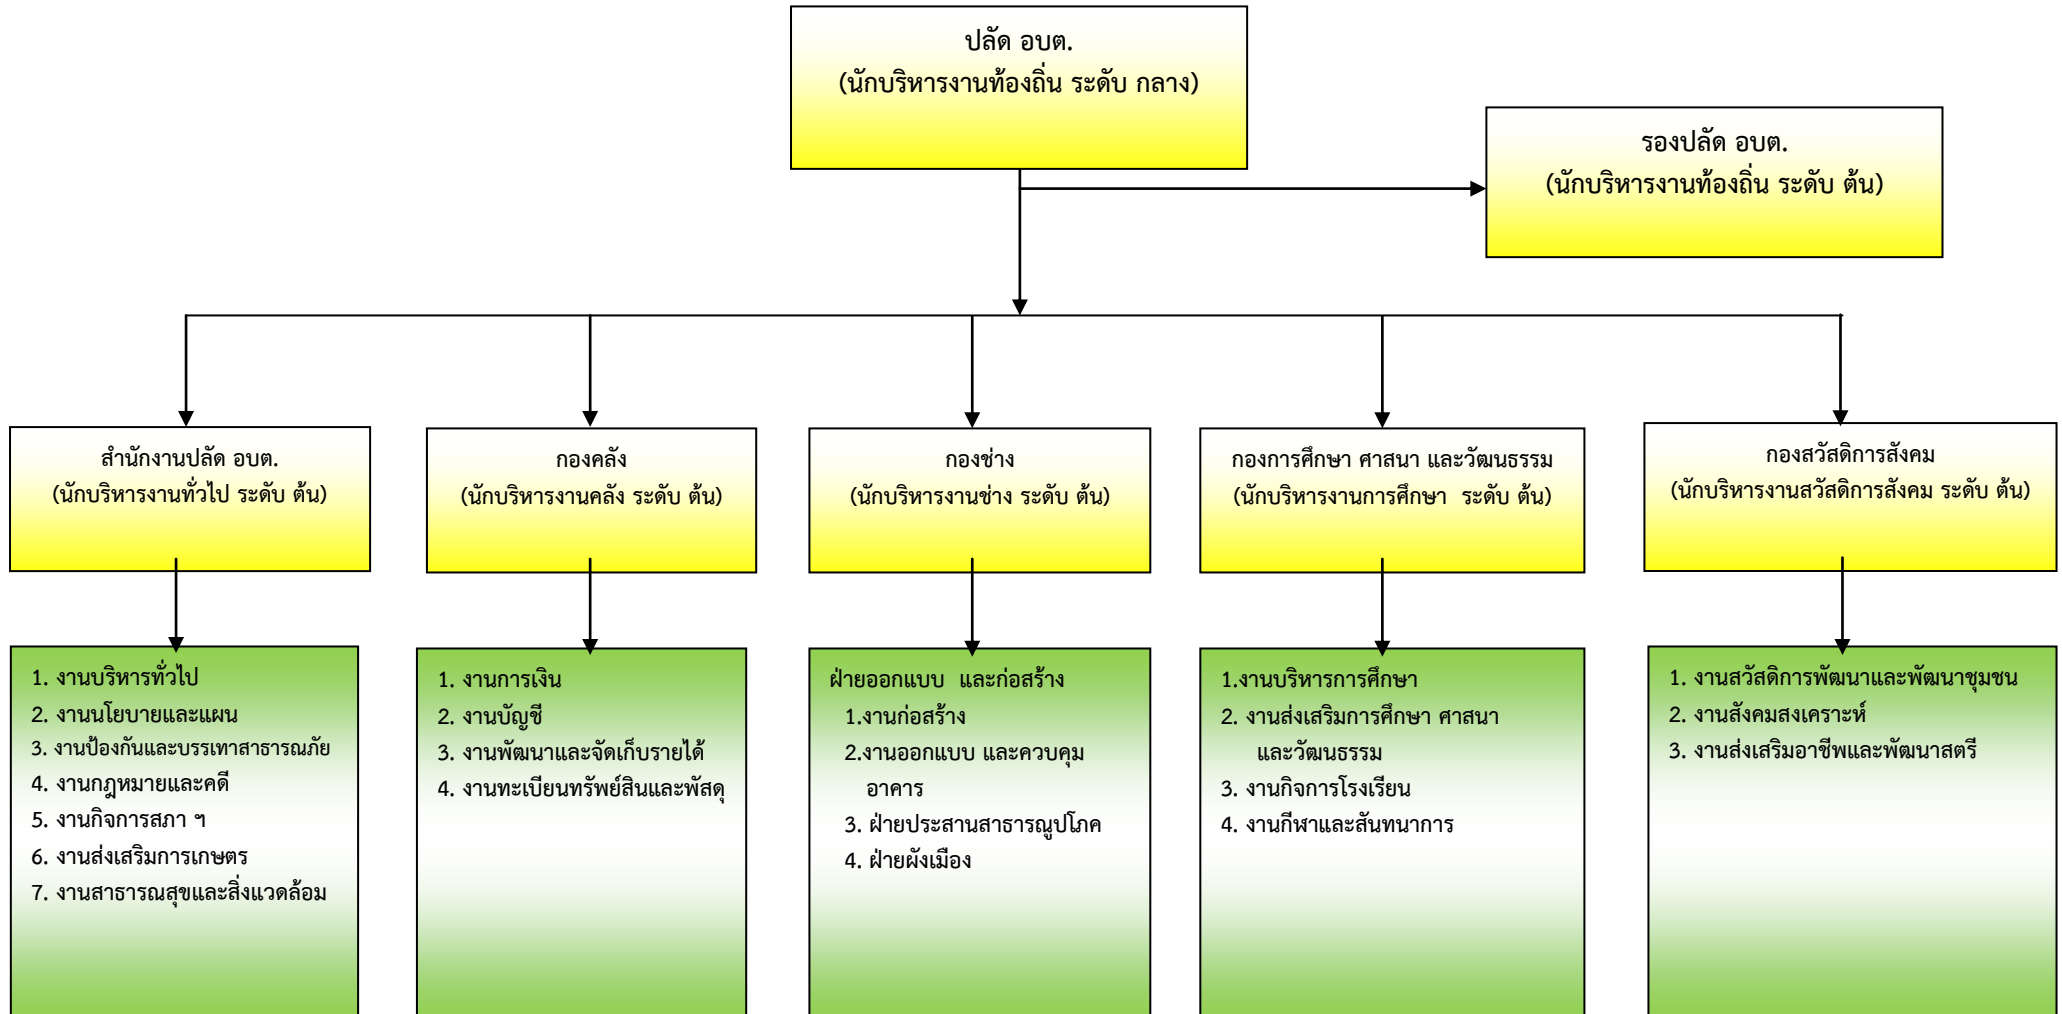 ปลัด อบต.
(นักบริหารงานท้องถิ่น ระดับ กลาง)
รองปลัด อบต.
(นักบริหารงานท้องถิ่น ระดับ ต้น)
สำนักงานปลัด อบต.
(นักบริหารงานทั่วไป ระดับ ต้น)
กองคลัง
(นักบริหารงานคลัง ระดับ ต้น)
กองช่าง
(นักบริหารงานช่าง ระดับ ต้น)
กองการศึกษา ศาสนา และวัฒนธรรม
(นักบริหารงานการศึกษา  ระดับ ต้น)
กองสวัสดิการสังคม
(นักบริหารงานสวัสดิการสังคม ระดับ ต้น)
1. งานบริหารทั่วไป
2. งานนโยบายและแผน
3. งานป้องกันและบรรเทาสาธารณภัย
4. งานกฎหมายและคดี
5. งานกิจการสภา ฯ
6. งานส่งเสริมการเกษตร
7. งานสาธารณสุขและสิ่งแวดล้อม
1. งานการเงิน
2. งานบัญชี
3. งานพัฒนาและจัดเก็บรายได้
4. งานทะเบียนทรัพย์สินและพัสดุ
ฝ่ายออกแบบ  และก่อสร้าง
1.งานก่อสร้าง
2.งานออกแบบ และควบคุม
อาคาร
3. ฝ่ายประสานสาธารณูปโภค
4. ฝ่ายผังเมือง
1.งานบริหารการศึกษา
2. งานส่งเสริมการศึกษา ศาสนา
และวัฒนธรรม
3. งานกิจการโรงเรียน
4. งานกีฬาและสันทนาการ
1. งานสวัสดิการพัฒนาและพัฒนาชุมชน
2. งานสังคมสงเคราะห์
3. งานส่งเสริมอาชีพและพัฒนาสตรี